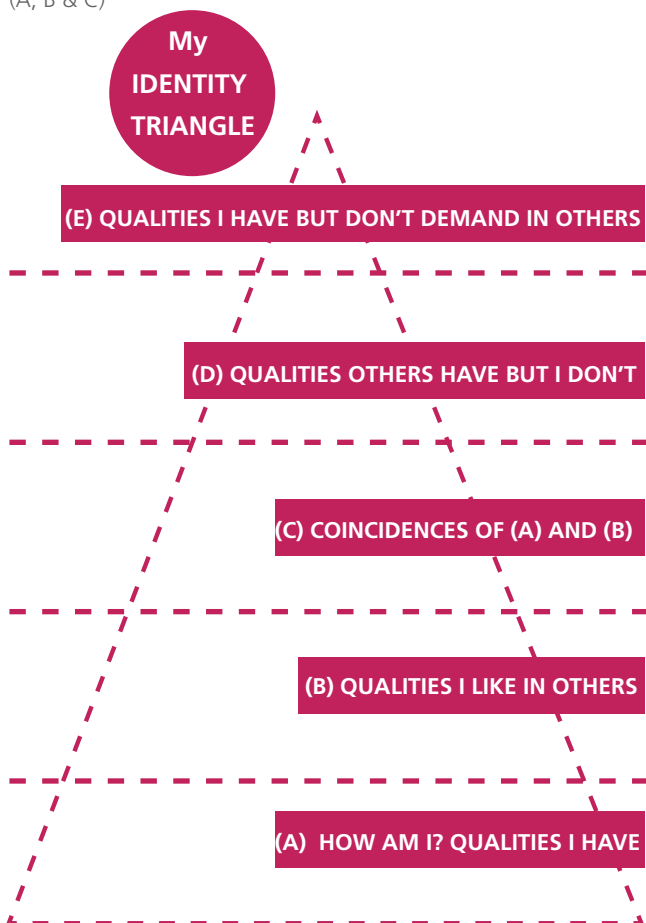 (A, B & C)
My
IDENTITY
TRIANGLE
(E) QUALITIES I HAVE BUT DON'T DEMAND IN OTHERS
(D) QUALITIES OTHERS HAVE BUT I DON'T
(C) COINCIDENCES OF (A) AND (B)
(B) QUALITIES I LIKE IN OTHERS
(A) HOW AM I? QUALITIES I HAVE